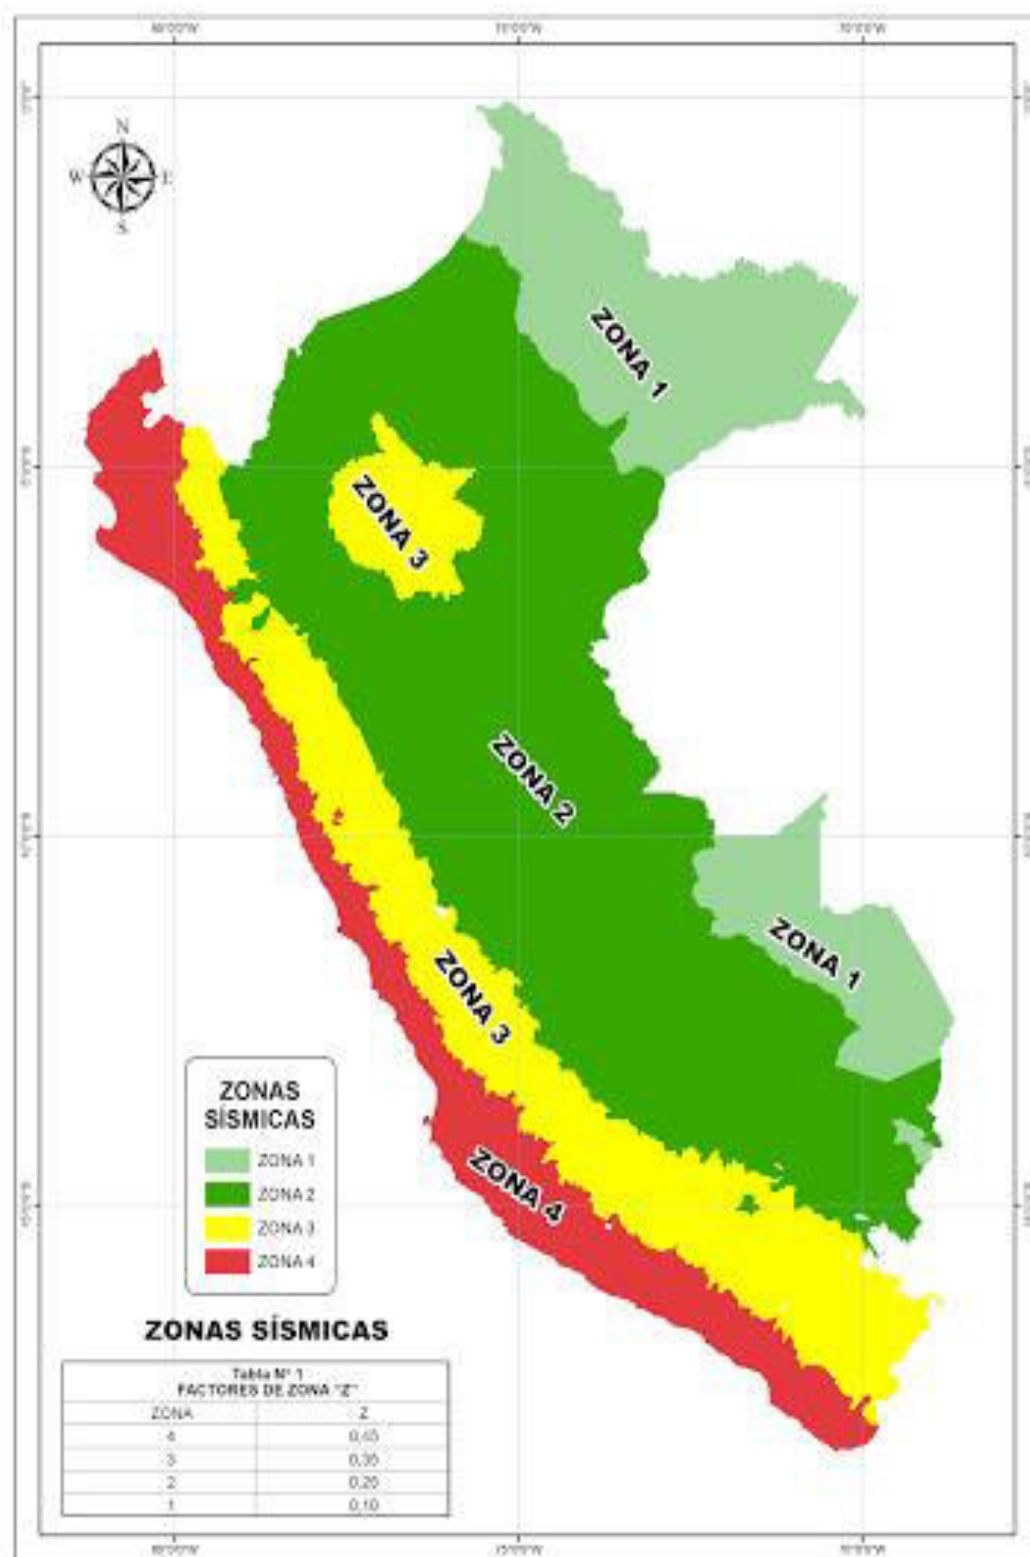 N
W E
S
ZONA 1
ZONA 3
ZONA 2
ZONA 1
ZONA 3
ZONA 4
ZONAS
SÍSMICAS
ZONA 1
ZONA 2
ZONA 3
ZONA 4
ZONAS SÍSMICAS
Tabla N° 1
FACTORES DE ZONA "Z"
ZONA Z
4 0,45
3 0,35
2 0,25
1 0,10